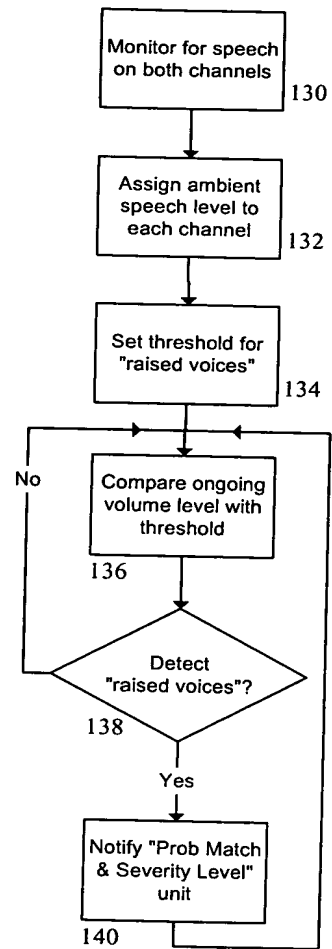 Monitor for speech
on both channels
130
Assign ambient
speech level to
each channel
132
Set threshold for
"raised voices"
134
No
Compare ongoing
volume level with
threshold
136
Detect
"raised voices"?
138
Yes
Notify "Prob Match
& Severity Level"
unit
140